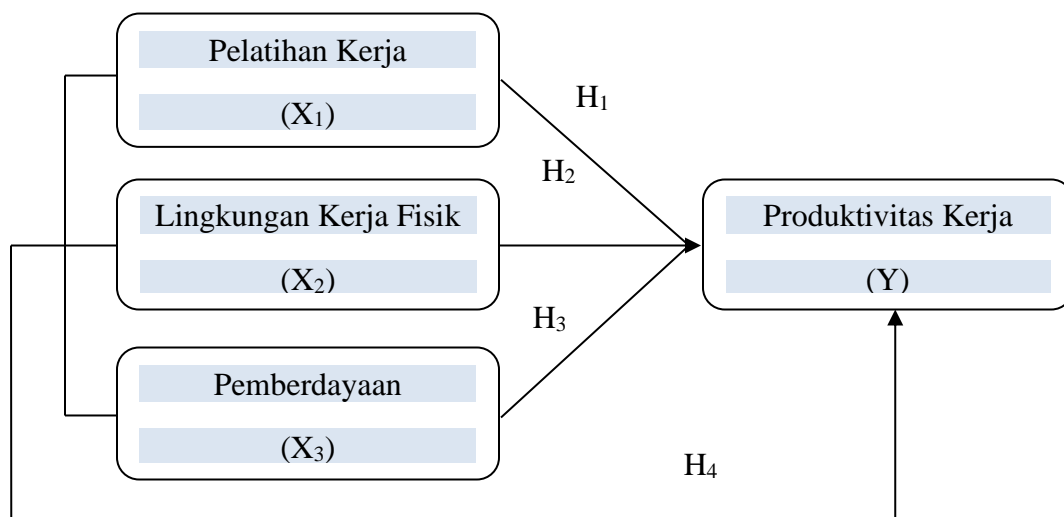 Pelatihan Kerja
(X₁)
H₁
H₂
Lingkungan Kerja Fisik
(X₂)
Produktivitas Kerja
(Y)
H₃
Pemberdayaan
(X₃)
H₄